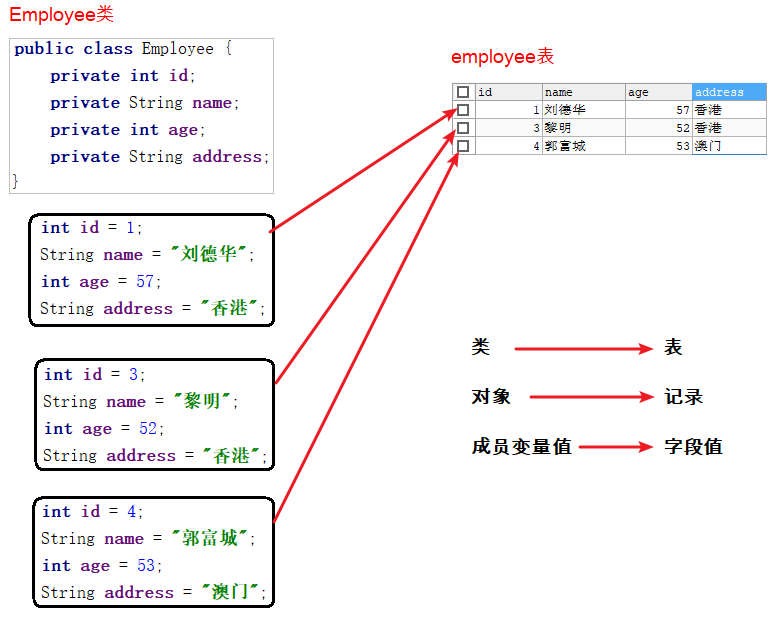 Employee类
public class Employee {
private int id;
private String name;
private int age;
private String address;
}
int id = 1;
String name = "刘德华";
int age = 57;
String address = "香港";
int id = 3;
String name = "黎明";
int age = 52;
String address = "香港";
int id = 4;
String name = "郭富城";
int age = 53;
String address = "澳门";
employee表
id name age address
1 刘德华 57 香港
3 黎明 52 香港
4 郭富城 53 澳门
类 表
对象 记录
成员变量值 字段值